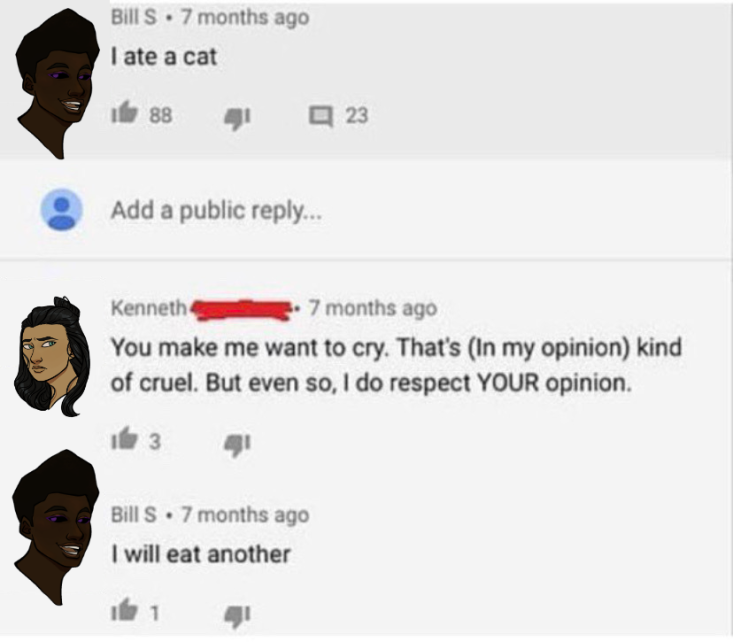 Bill S • 7 months ago
I ate a cat
88 23
Add a public reply...
Kenneth • 7 months ago
You make me want to cry. That's (In my opinion) kind
of cruel. But even so, I do respect YOUR opinion.
3
Bill S • 7 months ago
I will eat another
1